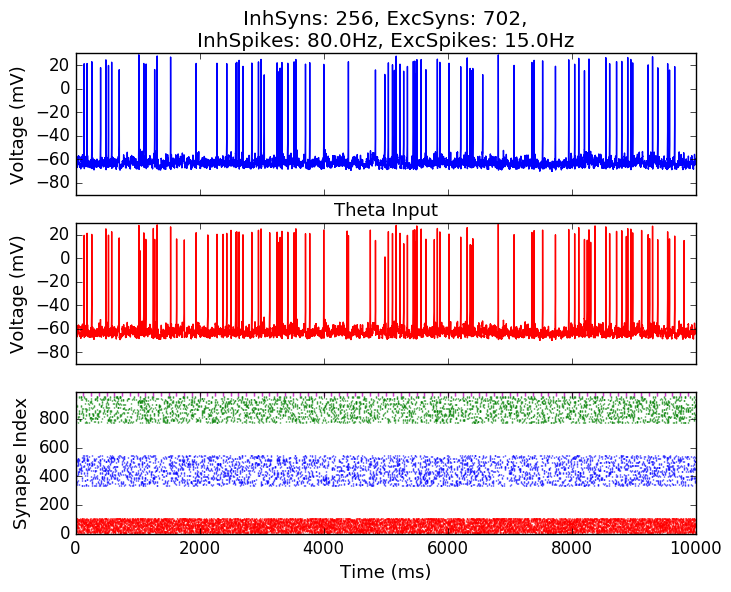 InhSyns: 256, ExcSyns: 702,
InhSpikes: 80.0Hz, ExcSpikes: 15.0Hz
Voltage (mV)
20
0
−20
−40
−60
−80
Theta Input
Voltage (mV)
20
0
−20
−40
−60
−80
Synapse Index
800
600
400
200
0
0 2000 4000 6000 8000 10000
Time (ms)